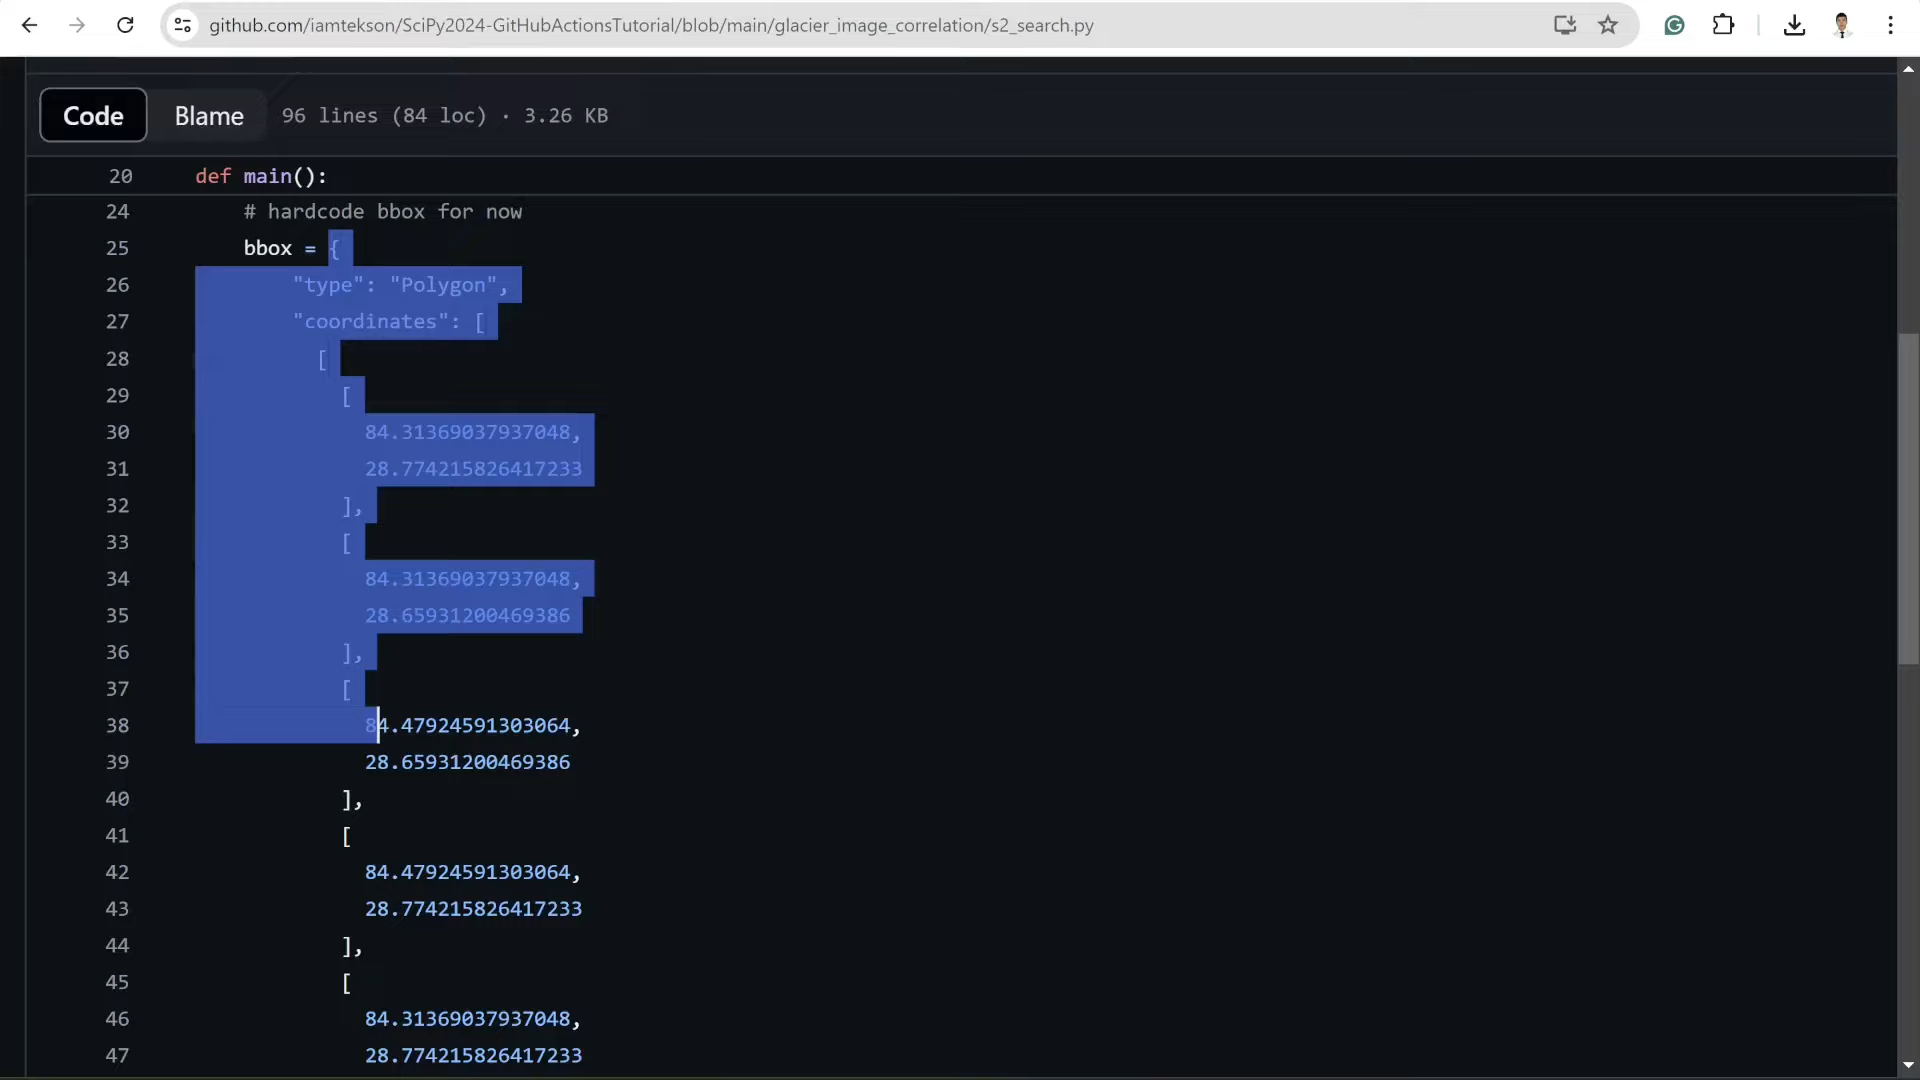 github.com/iamtekson/SciPy2024-GitHubActionsTutorial/blob/main/glacier_image_correlation/s2_search.py
Code Blame 96 lines (84 loc) · 3.26 KB
20 def main():
24 # hardcode bbox for now
25 bbox = {
26 "type": "Polygon",
27 "coordinates": [
28 [
29 [
30 84.31369037937048,
31 28.774215826417233
32 ],
33 [
34 84.31369037937048,
35 28.65931200469386
36 ],
37 [
38 84.47924591303064,
39 28.65931200469386
40 ],
41 [
42 84.47924591303064,
43 28.774215826417233
44 ],
45 [
46 84.31369037937048,
47 28.774215826417233